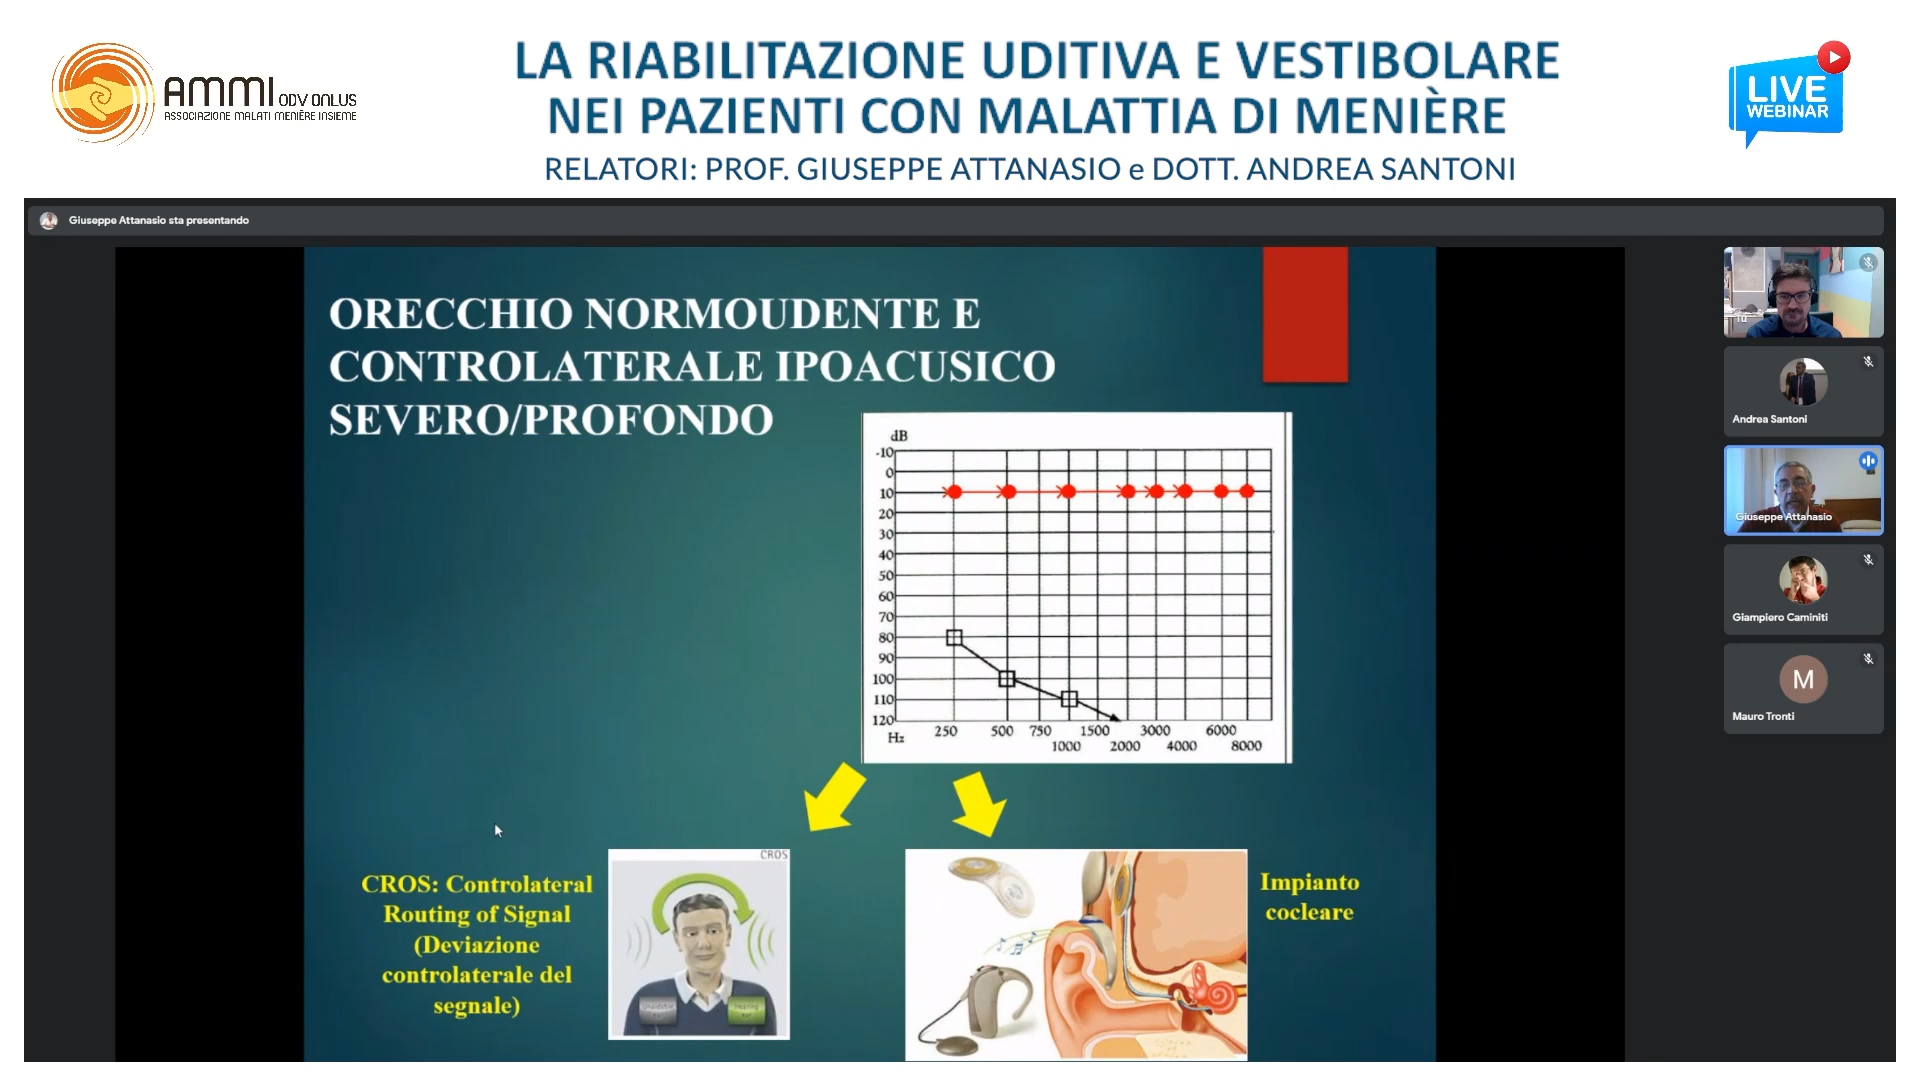 AMMI ODV ONLUS
ASSOCIAZIONE MALATI MENIÈRE INSIEME
LA RIABILITAZIONE UDITIVA E VESTIBOLARE
NEI PAZIENTI CON MALATTIA DI MENIÈRE
RELATORI: PROF. GIUSEPPE ATTANASIO e DOTT. ANDREA SANTONI
LIVE
WEBINAR
Giuseppe Attanasio sta presentando
ORECCHIO NORMOUDENTE E
CONTROLATERALE IPOACUSICO
SEVERO/PROFONDO
dB
-10
0
10
20
30
40
50
60
70
80
90
100
110
120
Hz
250 500 750 1500 3000 6000
1000 2000 4000 8000
CROS: Controlateral
Routing of Signal
(Deviazione
controlaterale del
segnale)
CROS
Impianto
cocleare
Tu
Andrea Santoni
Giuseppe Attanasio
Giampiero Caminiti
M
Mauro Tronti